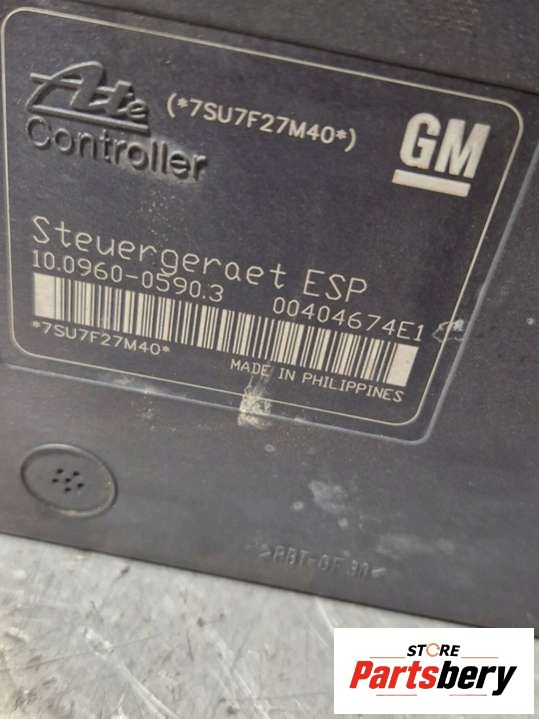 Ate
Controller
(*7SU7F27M40*)
GM
Steuergeraet ESP
10.0960-0590.3 00404674E1
*7SU7F27M40*
MADE IN PHILIPPINES
STORE
Partsbery